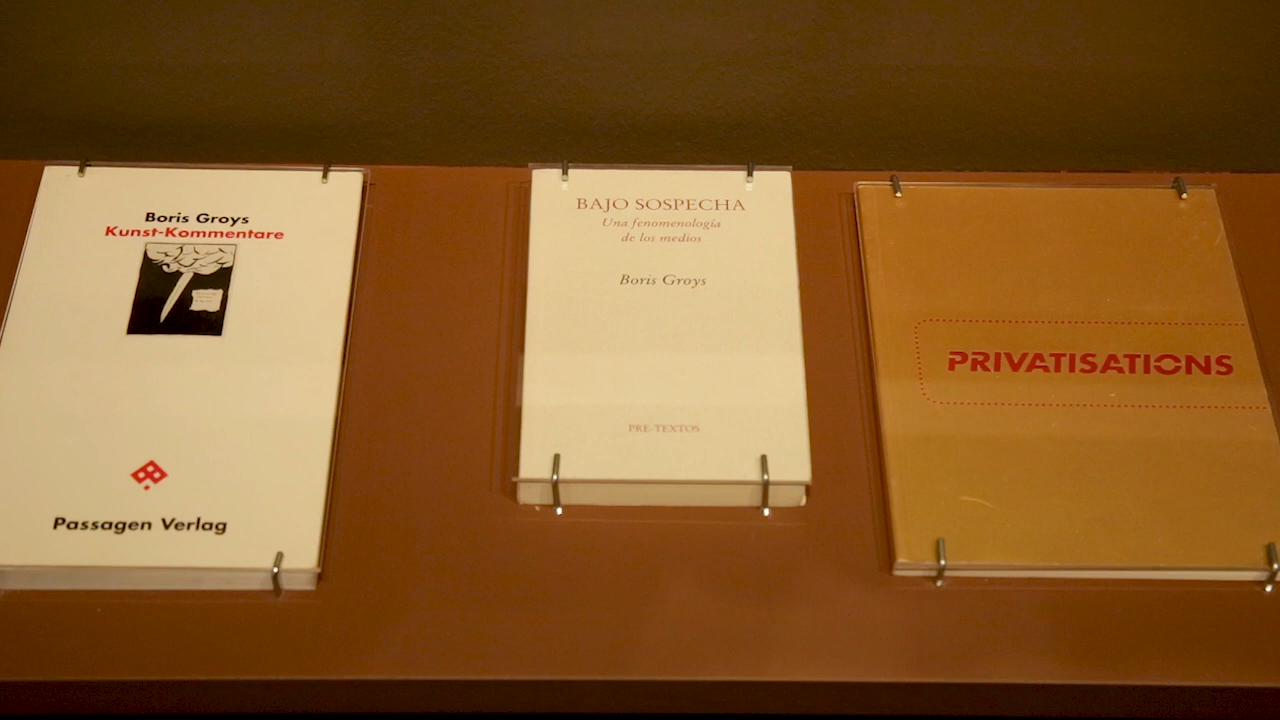 Boris Groys
Kunst-Kommentare
Passagen Verlag
BAJO SOSPECHA
Una fenomenología
de los medios
Boris Groys
PRE-TEXTOS
PRIVATISATIONS